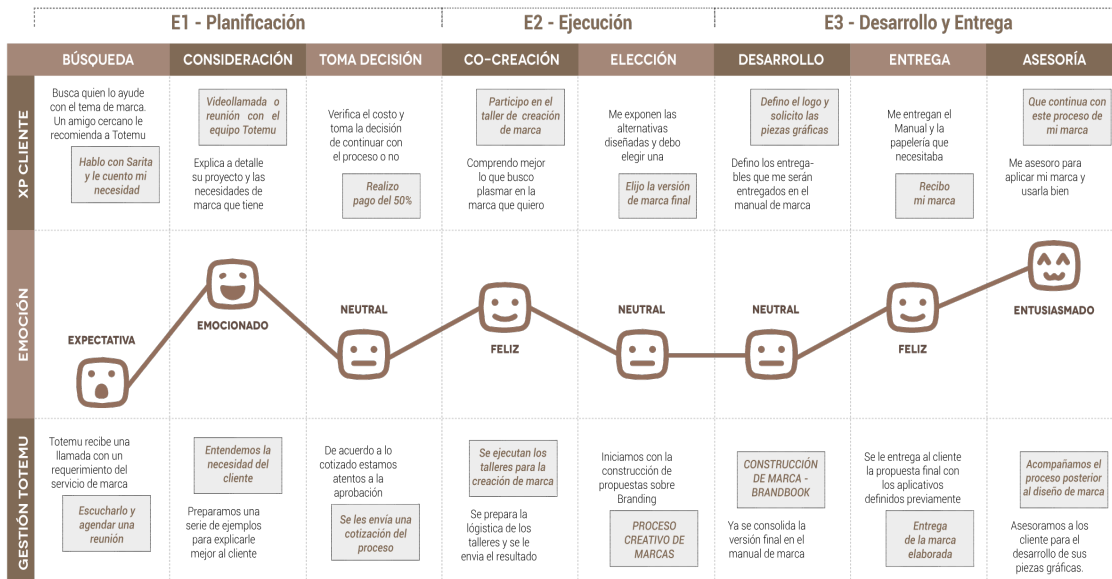 E1 - Planificación
E2 - Ejecución
E3 - Desarrollo y Entrega
BÚSQUEDA
CONSIDERACIÓN
TOMA DECISIÓN
CO-CREACIÓN
ELECCIÓN
DESARROLLO
ENTREGA
ASESORÍA
XP CLIENTE
Busca quien lo ayude
con el tema de marca.
Un amigo cercano le
recomienda a Totemu
Hablo con Sarita
y le cuento mi
necesidad
Videollamada o
reunión con el
equipo Totemu
Explica a detalle
su proyecto y las
necesidades de
marca que tiene
Verifica el costo y
toma la decisión
de continuar con
el proceso o no
Realizo
pago del 50%
Participo en el
taller de creación
de marca
Comprendo mejor
lo que busco
plasmar en la
marca que quiero
Me exponen las
alternativas
diseñadas y debo
elegir una
Elijo la versión
de marca final
Defino el logo y
solicito las
piezas gráficas
Defino los entrega-
bles que me serán
entregados en el
manual de marca
Me entregan el
Manual y la
papelería que
necesitaba
Recibo
mi marca
Que continua con
este proceso de
mi marca
Me asesoro para
aplicar mi marca y
usarla bien
EMOCIÓN
EXPECTATIVA
EMOCIONADO
NEUTRAL
FELIZ
NEUTRAL
NEUTRAL
FELIZ
ENTUSIASMADO
GESTIÓN TOTEMU
Totemu recibe una
llamada con un
requerimiento del
servicio de marca
Escucharlo y
agendar una
reunión
Entendemos la
necesidad del
cliente
Preparamos una
serie de ejemplos
para explicarle
mejor al cliente
De acuerdo a lo
cotizado estamos
atentos a la
aprobación
Se les envía una
cotización del
proceso
Se ejecutan los
talleres para la
creación de marca
Se prepara la
lógistica de los
talleres y se le
envia el resultado
Iniciamos con la
construcción de
propuestas sobre
Branding
PROCESO
CREATIVO DE
MARCAS
CONSTRUCCIÓN
DE MARCA -
BRANDBOOK
Ya se consolida la
versión final en el
manual de marca
Se le entrega al cliente
la propuesta final con
los aplicativos
definidos previamente
Entrega
de la marca
elaborada
Acompañamos el
proceso posterior
al diseño de marca
Asesoramos a los
cliente para el
desarrollo de sus
piezas gráficas.